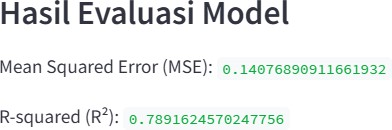 Hasil Evaluasi Model
Mean Squared Error (MSE): 0.14076890911661932
R-squared (R²): 0.7891624570247756